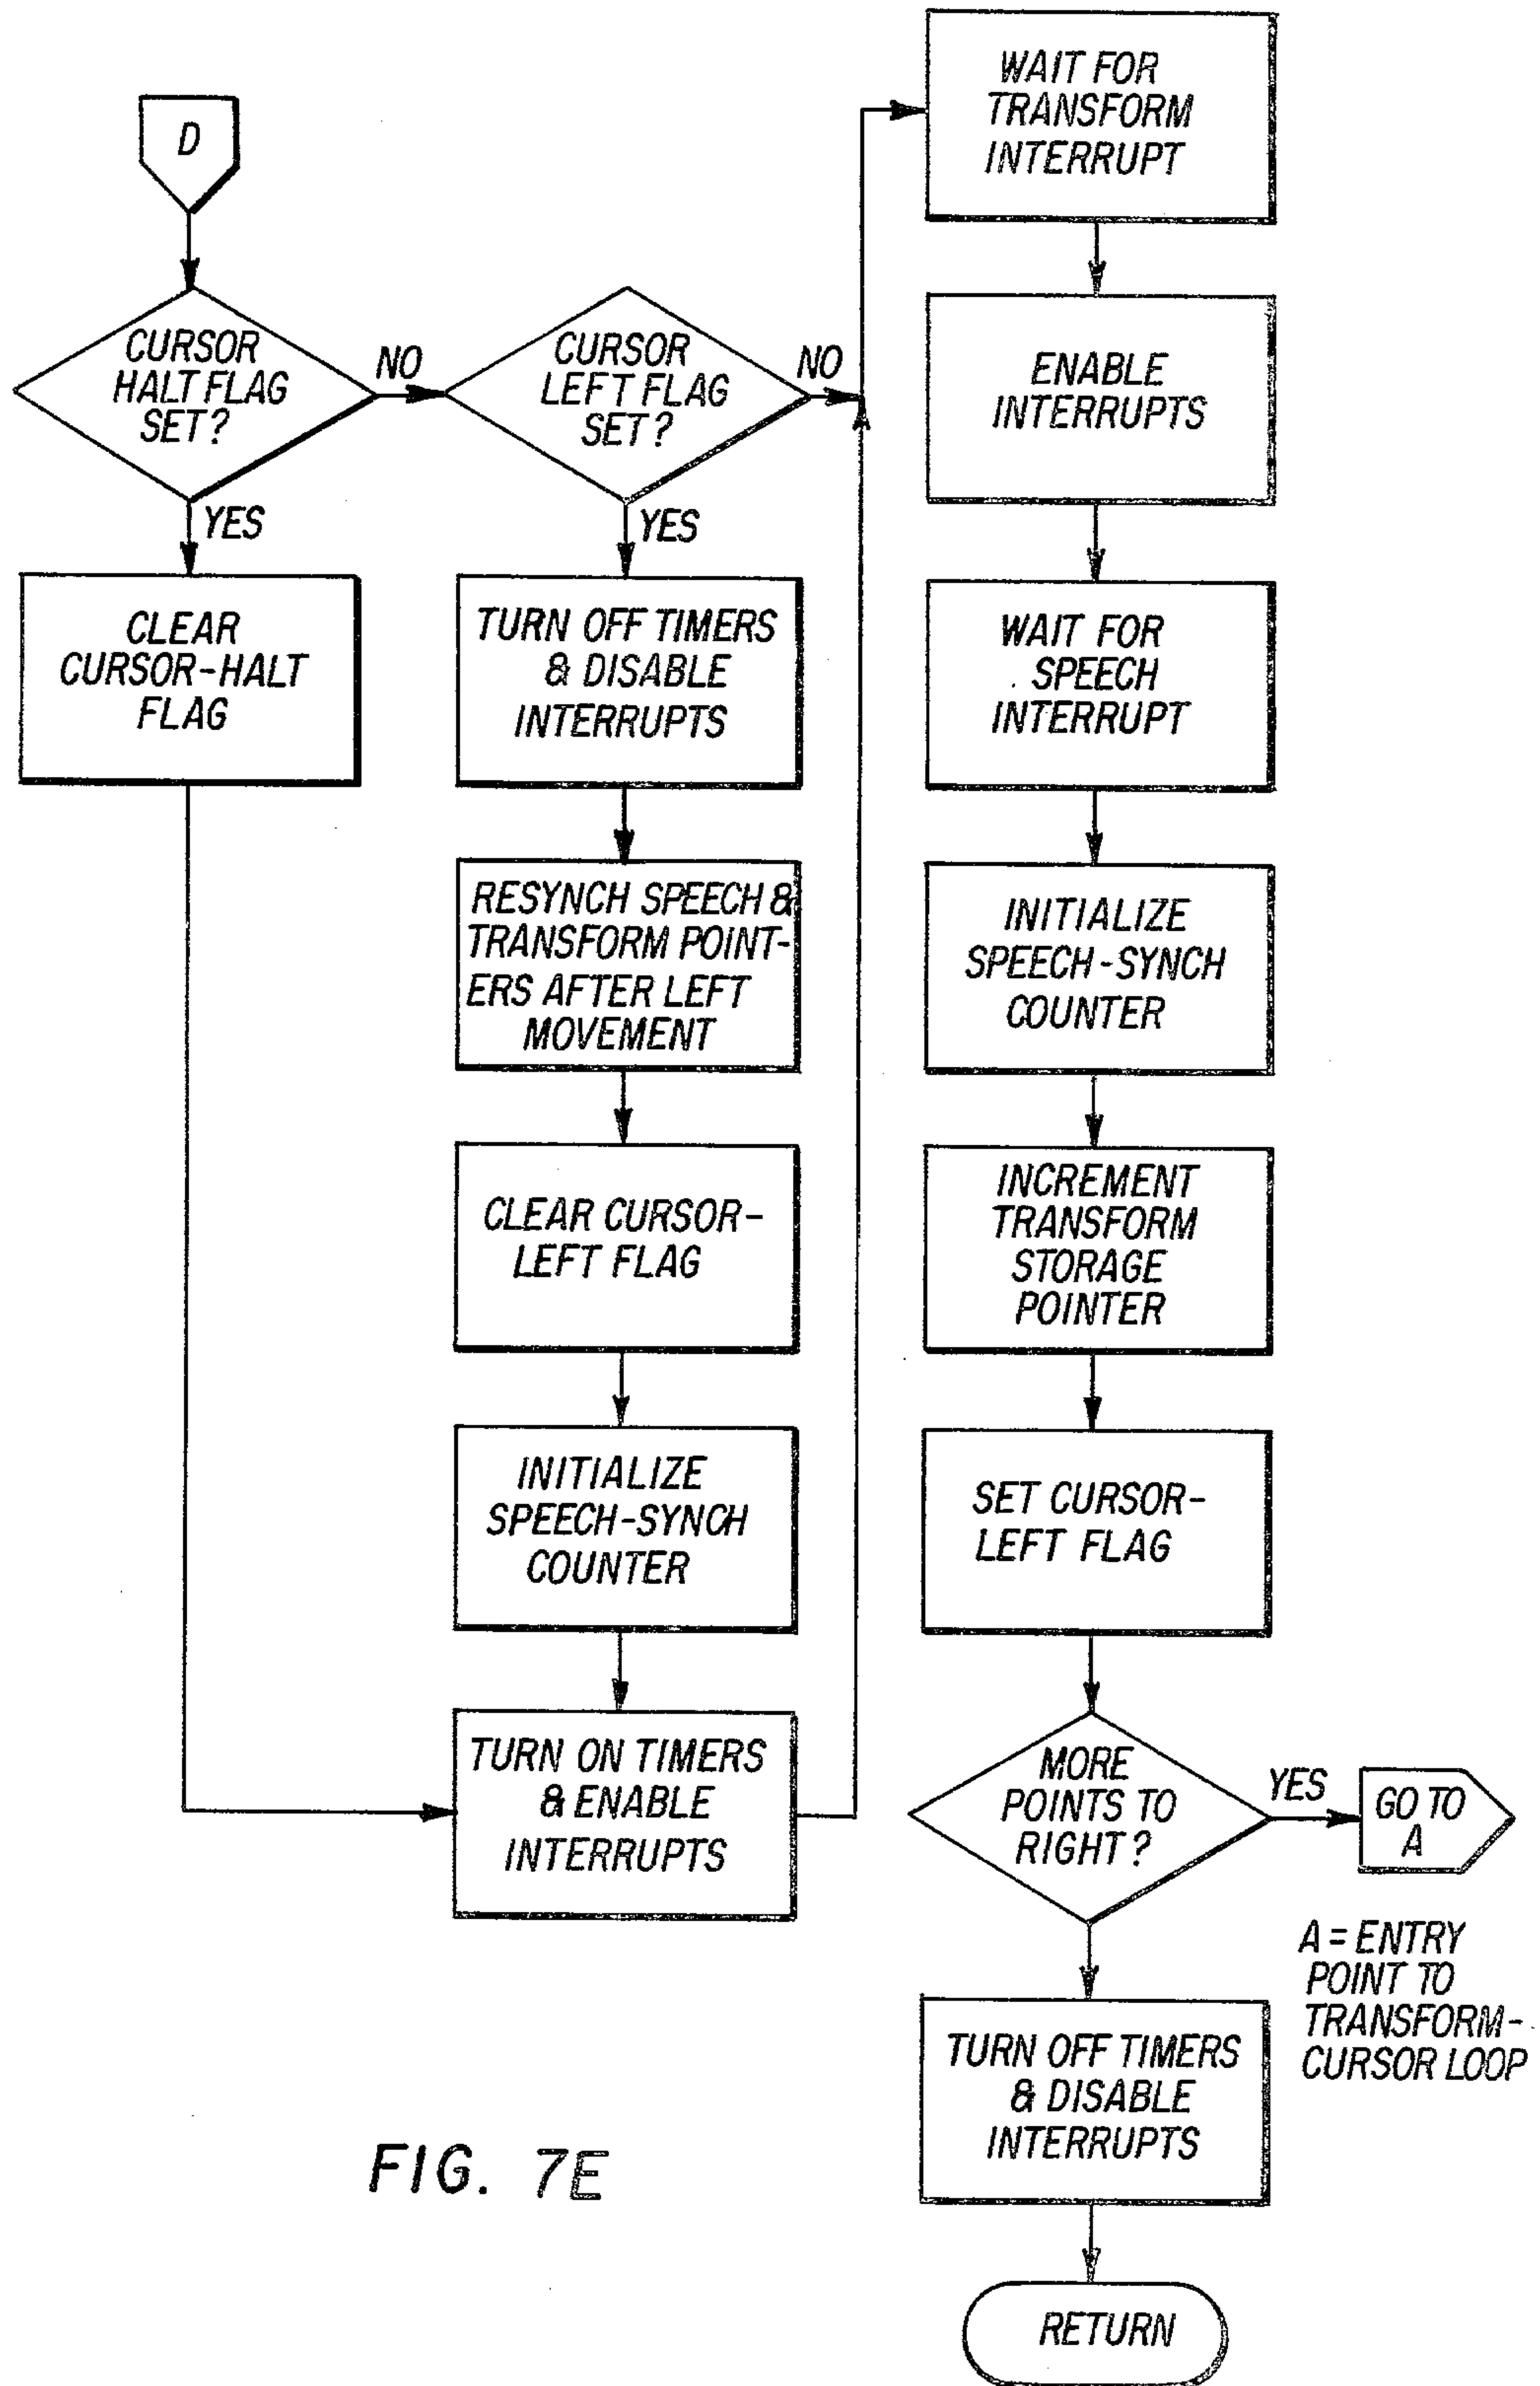 D
CURSOR
HALT FLAG
SET?
NO
YES
CLEAR
CURSOR-HALT
FLAG
CURSOR
LEFT FLAG
SET?
NO
YES
TURN OFF TIMERS
& DISABLE
INTERRUPTS
RESYNCH SPEECH &
TRANSFORM POINT-
ERS AFTER LEFT
MOVEMENT
CLEAR CURSOR-
LEFT FLAG
INITIALIZE
SPEECH-SYNCH
COUNTER
TURN ON TIMERS
& ENABLE
INTERRUPTS
WAIT FOR
TRANSFORM
INTERRUPT
ENABLE
INTERRUPTS
WAIT FOR
SPEECH
INTERRUPT
INITIALIZE
SPEECH-SYNCH
COUNTER
INCREMENT
TRANSFORM
STORAGE
POINTER
SET CURSOR-
LEFT FLAG
MORE
POINTS TO
RIGHT?
YES
GO TO
A
A = ENTRY
POINT TO
TRANSFORM-
CURSOR LOOP
TURN OFF TIMERS
& DISABLE
INTERRUPTS
RETURN
FIG. 7E